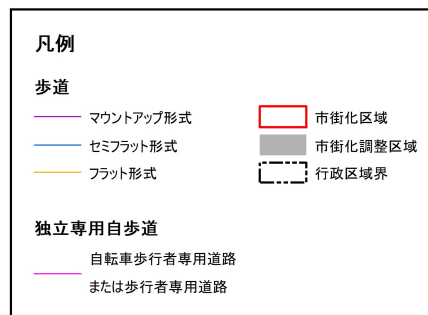 凡例
歩道
マウントアップ形式
セミフラット形式
フラット形式
市街化区域
市街化調整区域
行政区域界
独立専用自歩道
自転車歩行者専用道路
または歩行者専用道路